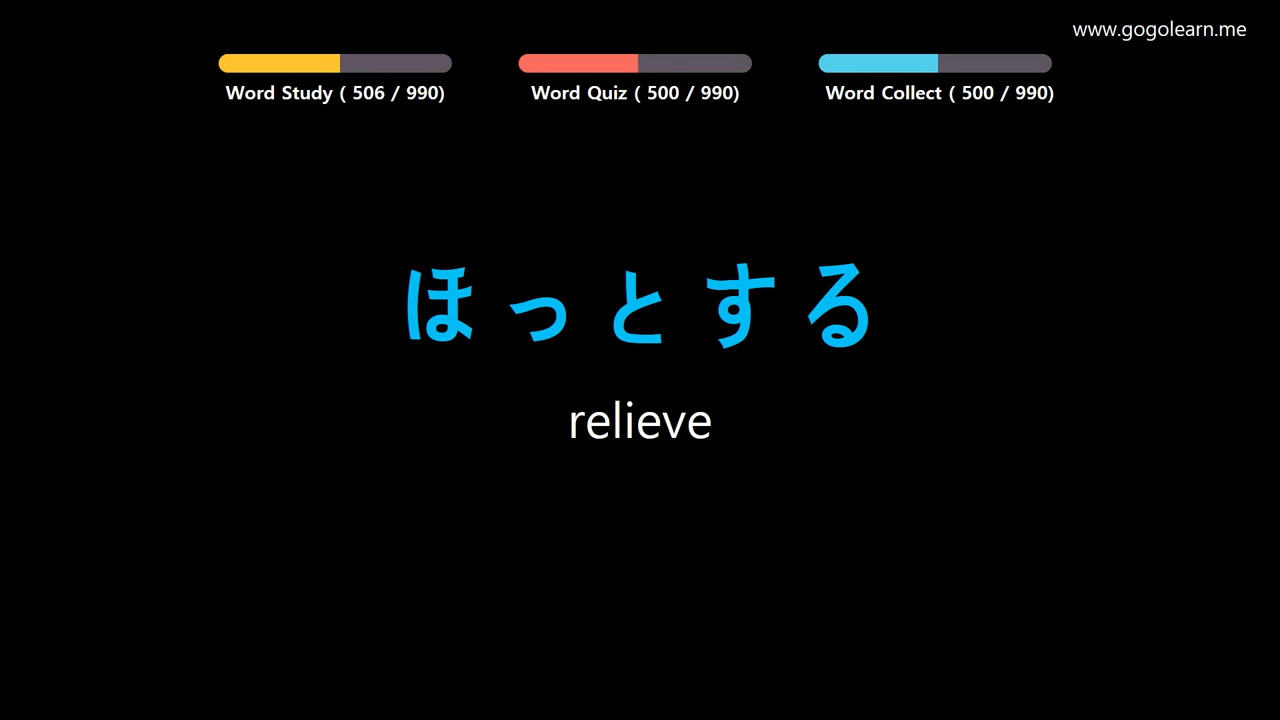 www.gogolearn.me
Word Study ( 506 / 990)
Word Quiz ( 500 / 990)
Word Collect ( 500 / 990)
ほっとする
relieve